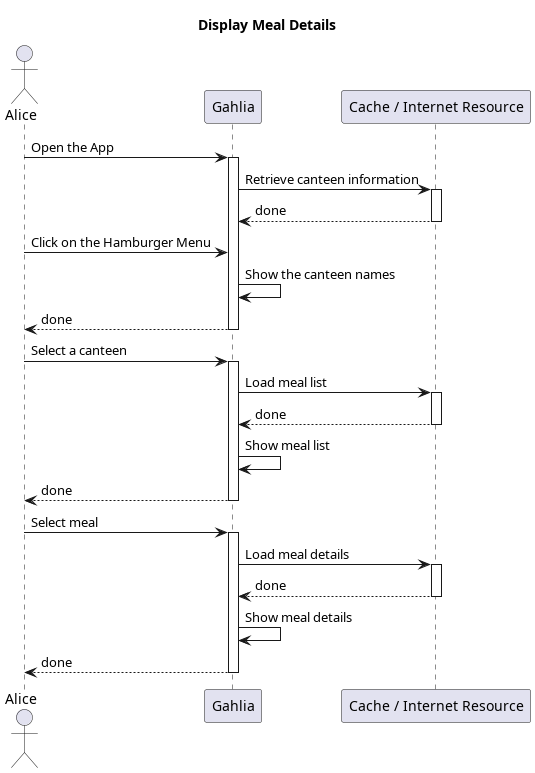 Display Meal Details
Alice
Gahlia
Cache / Internet Resource
Open the App
Retrieve canteen information
done
Click on the Hamburger Menu
Show the canteen names
done
Select a canteen
Load meal list
done
Show meal list
done
Select meal
Load meal details
done
Show meal details
done
Alice
Gahlia
Cache / Internet Resource